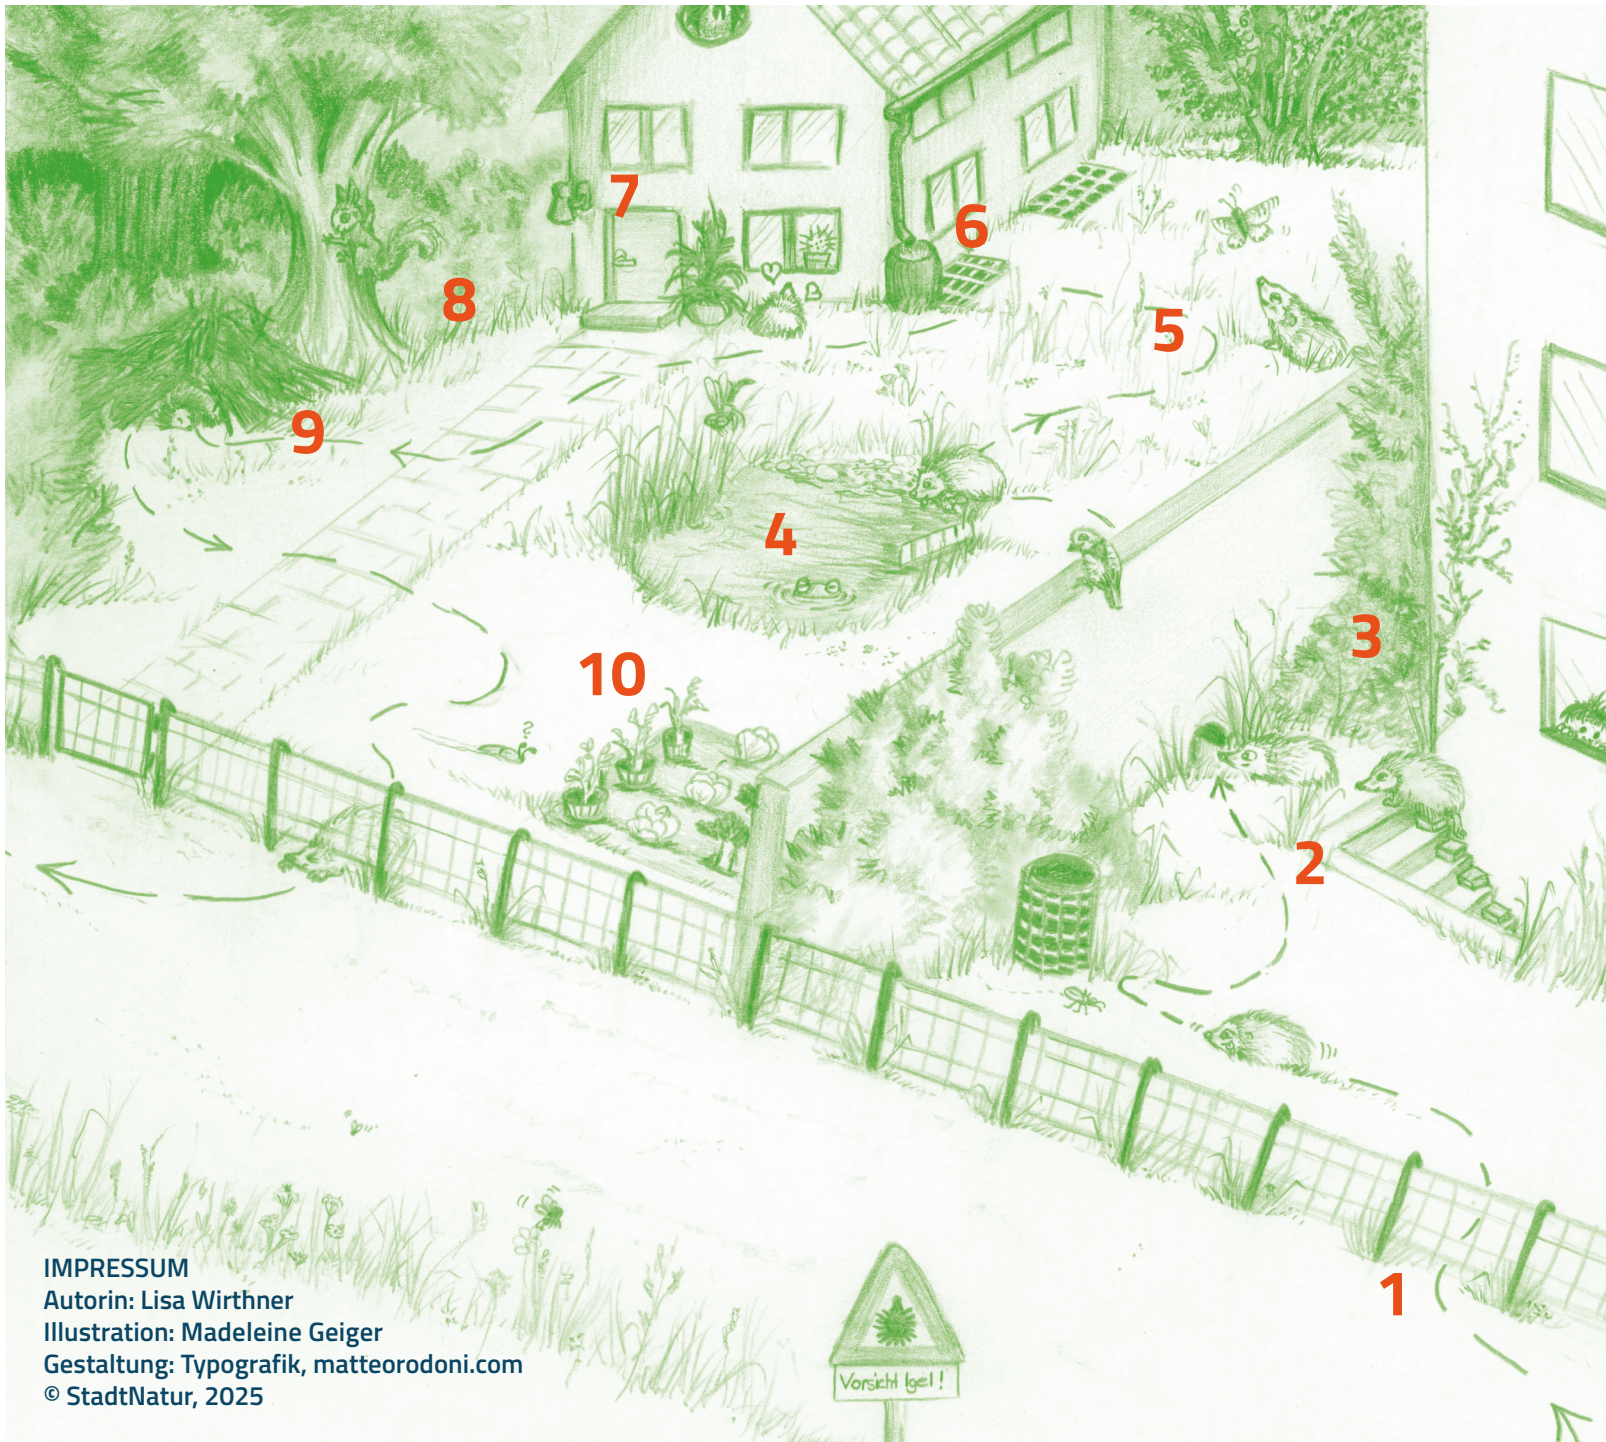 7
6
8
5
9
4
3
10
2
1
A B
IMPRESSUM
Autorin: Lisa Wirthner
Illustration: Madeleine Geiger
Gestaltung: Typografik, matteorodoni.com
© StadtNatur, 2025
Vorsicht Igel!
?